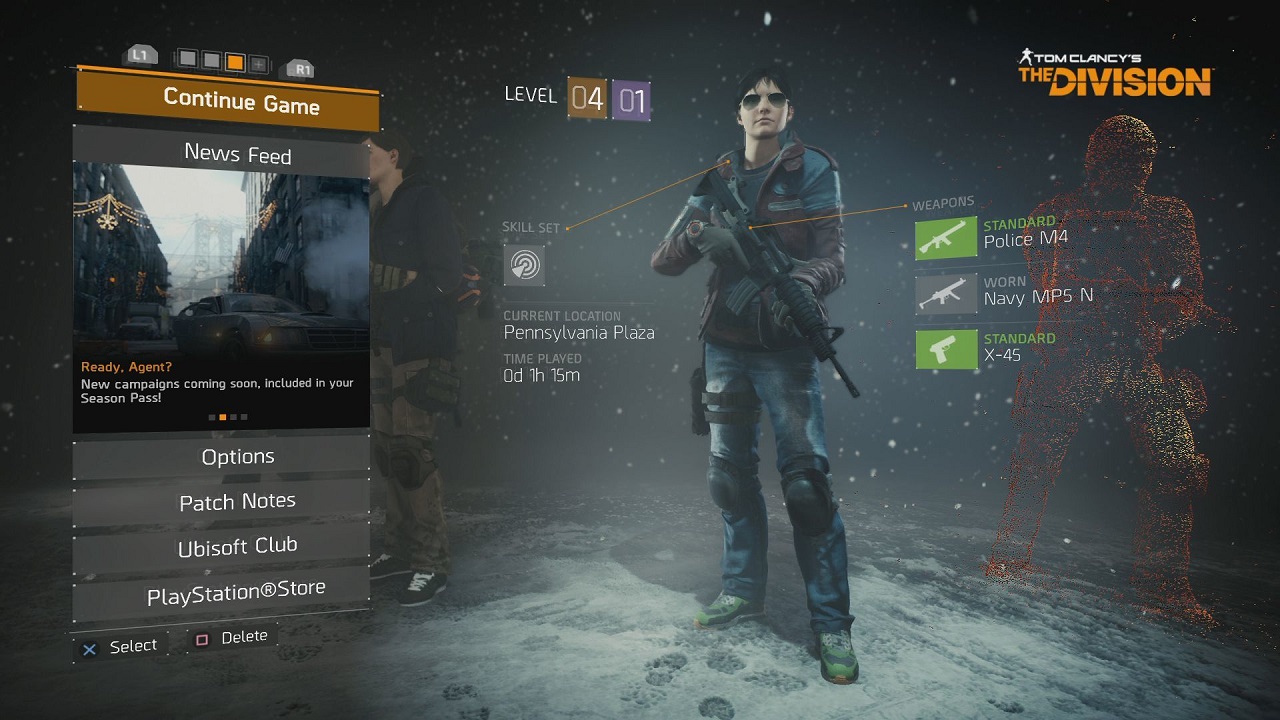 L1
R1
Continue Game
News Feed
Ready, Agent?
New campaigns coming soon, included in your
Season Pass!
Options
Patch Notes
Ubisoft Club
PlayStation®Store
Select
Delete
LEVEL 04 01
SKILL SET
CURRENT LOCATION
Pennsylvania Plaza
TIME PLAYED
0d 1h 15m
WEAPONS
STANDARD
Police M4
WORN
Navy MP5 N
STANDARD
X-45
TOM CLANCY'S
THE DIVISION™